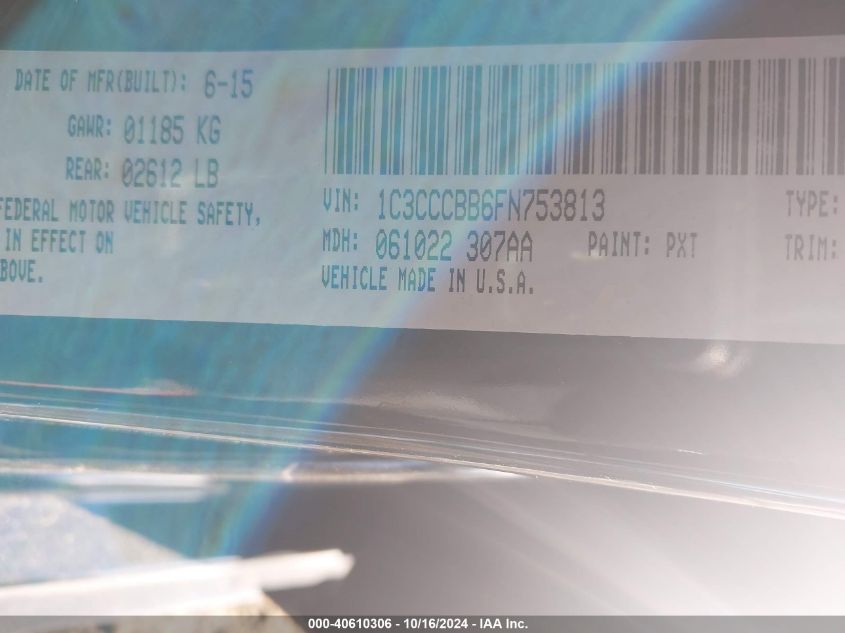 DATE OF MFR(BUILT): 6-15
GAWR: 01185 KG
REAR: 02612 LB
FEDERAL MOTOR VEHICLE SAFETY,
IN EFFECT ON
BOVE.
VIN: 1C3CCCBB6FN753813
TYPE:
MDH: 061022 307AA
PAINT: PXT
TRIM:
VEHICLE MADE IN U.S.A.
000-40610306 - 10/16/2024 - IAA Inc.